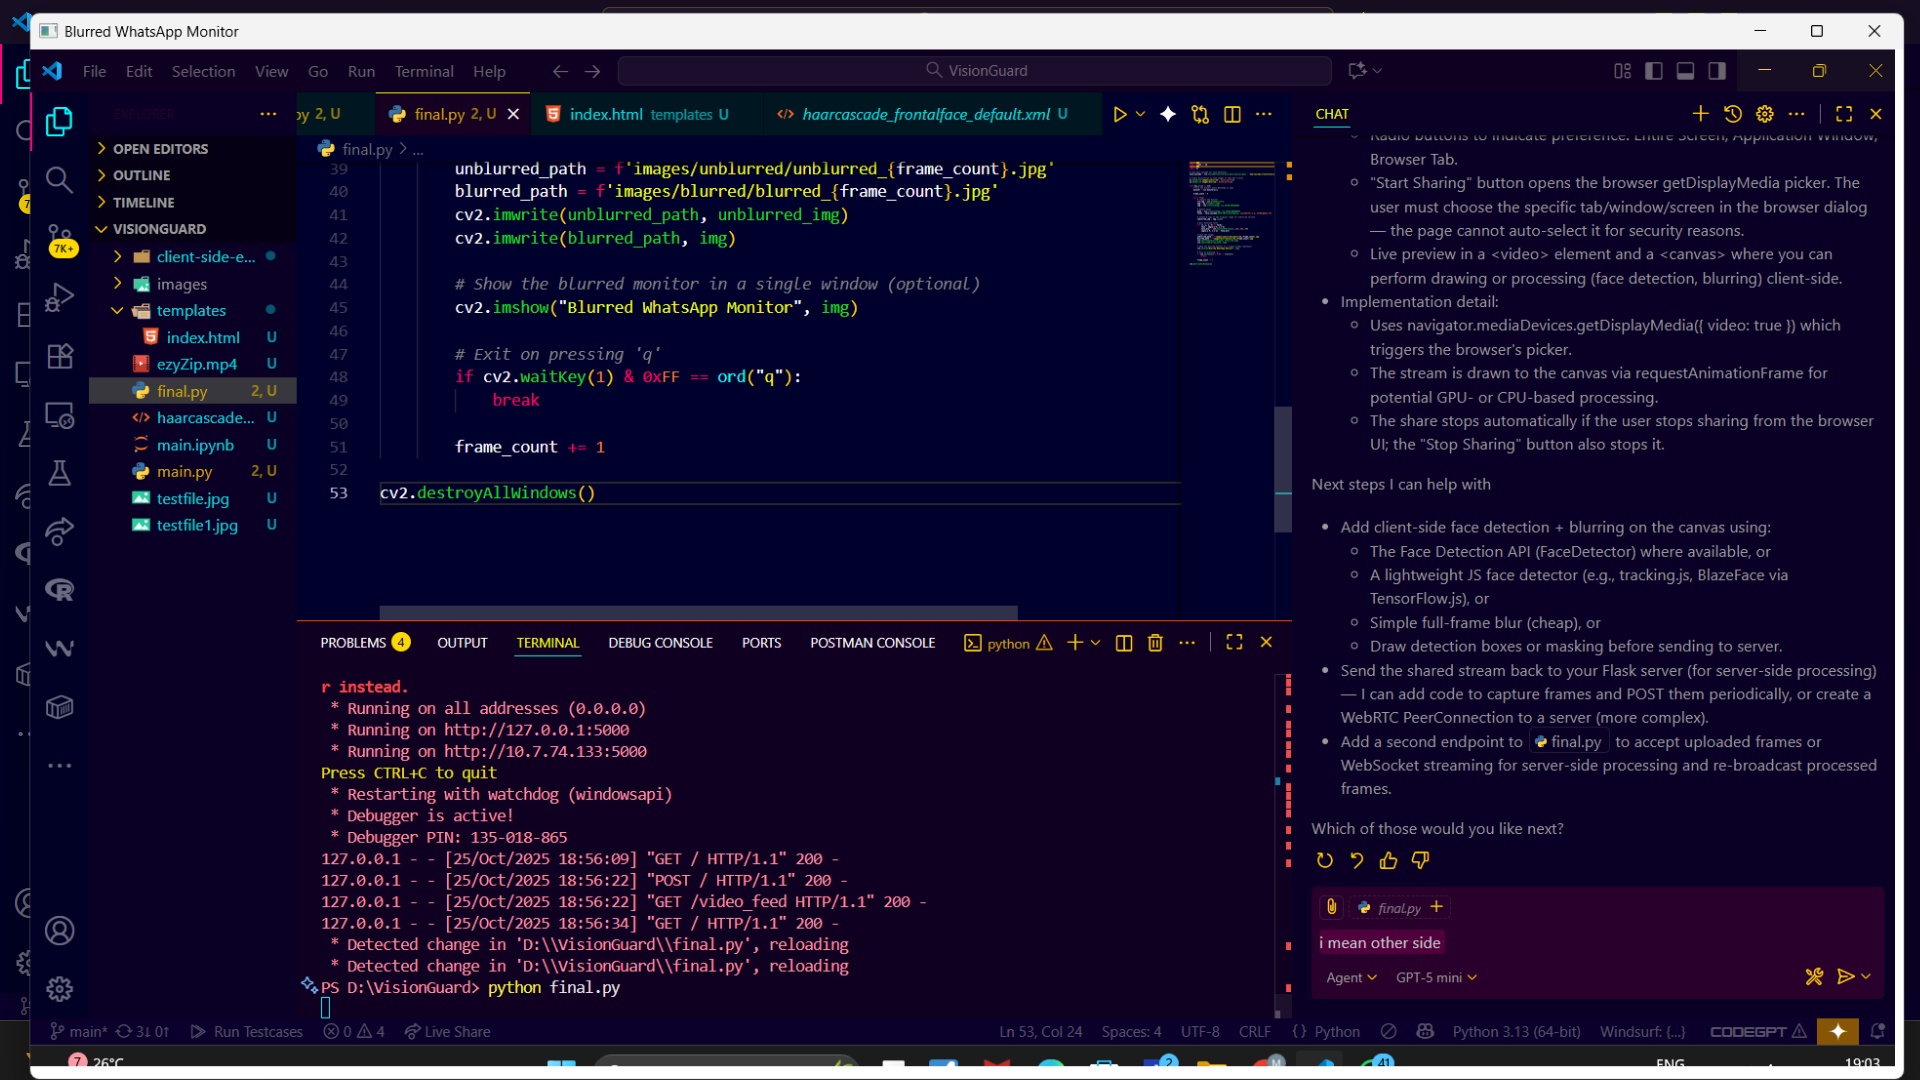 Blurred WhatsApp Monitor
File Edit Selection View Go Run Terminal Help
VisionGuard
EXPLORER
OPEN EDITORS
OUTLINE
TIMELINE
VISIONGUARD
client-side-e...
images
templates
index.html U
ezyZip.mp4 U
final.py 2, U
haarcascade... U
main.ipynb U
main.py 2, U
testfile.jpg U
testfile1.jpg U
7K+
py 2, U
final.py 2, U
index.html templates U
haarcascade_frontalface_default.xml U
final.py > ...
39 unblurred_path = f'images/unblurred/unblurred_{frame_count}.jpg'
40 blurred_path = f'images/blurred/blurred_{frame_count}.jpg'
41 cv2.imwrite(unblurred_path, unblurred_img)
42 cv2.imwrite(blurred_path, img)
43
44 # Show the blurred monitor in a single window (optional)
45 cv2.imshow("Blurred WhatsApp Monitor", img)
46
47 # Exit on pressing 'q'
48 if cv2.waitKey(1) & 0xFF == ord("q"):
49 break
50
51 frame_count += 1
52
53 cv2.destroyAllWindows()
PROBLEMS 4 OUTPUT TERMINAL DEBUG CONSOLE PORTS POSTMAN CONSOLE python
r instead.
* Running on all addresses (0.0.0.0)
* Running on http://127.0.0.1:5000
* Running on http://10.7.74.133:5000
Press CTRL+C to quit
* Restarting with watchdog (windowsapi)
* Debugger is active!
* Debugger PIN: 135-018-865
127.0.0.1 - - [25/Oct/2025 18:56:09] "GET / HTTP/1.1" 200 -
127.0.0.1 - - [25/Oct/2025 18:56:22] "POST / HTTP/1.1" 200 -
127.0.0.1 - - [25/Oct/2025 18:56:22] "GET /video_feed HTTP/1.1" 200 -
127.0.0.1 - - [25/Oct/2025 18:56:34] "GET / HTTP/1.1" 200 -
* Detected change in 'D:\\VisionGuard\\final.py', reloading
* Detected change in 'D:\\VisionGuard\\final.py', reloading
PS D:\VisionGuard> python final.py
CHAT
Radio buttons to indicate preference: Entire Screen, Application Window,
Browser Tab.
"Start Sharing" button opens the browser getDisplayMedia picker. The
user must choose the specific tab/window/screen in the browser dialog
— the page cannot auto-select it for security reasons.
Live preview in a <video> element and a <canvas> where you can
perform drawing or processing (face detection, blurring) client-side.
Implementation detail:
Uses navigator.mediaDevices.getDisplayMedia({ video: true }) which
triggers the browser's picker.
The stream is drawn to the canvas via requestAnimationFrame for
potential GPU- or CPU-based processing.
The share stops automatically if the user stops sharing from the browser
UI; the "Stop Sharing" button also stops it.
Next steps I can help with
Add client-side face detection + blurring on the canvas using:
The Face Detection API (FaceDetector) where available, or
A lightweight JS face detector (e.g., tracking.js, BlazeFace via
TensorFlow.js), or
Simple full-frame blur (cheap), or
Draw detection boxes or masking before sending to server.
Send the shared stream back to your Flask server (for server-side processing)
— I can add code to capture frames and POST them periodically, or create a
WebRTC PeerConnection to a server (more complex).
Add a second endpoint to final.py to accept uploaded frames or
WebSocket streaming for server-side processing and re-broadcast processed
frames.
Which of those would you like next?
final.py +
i mean other side
Agent GPT-5 mini
main* 3↓ 0↑ Run Testcases 0 4 Live Share
Ln 53, Col 24 Spaces: 4 UTF-8 CRLF {} Python Python 3.13 (64-bit) Windsurf: {...} CODEGPT
7 26°C
2
M
41
ENG
19:03